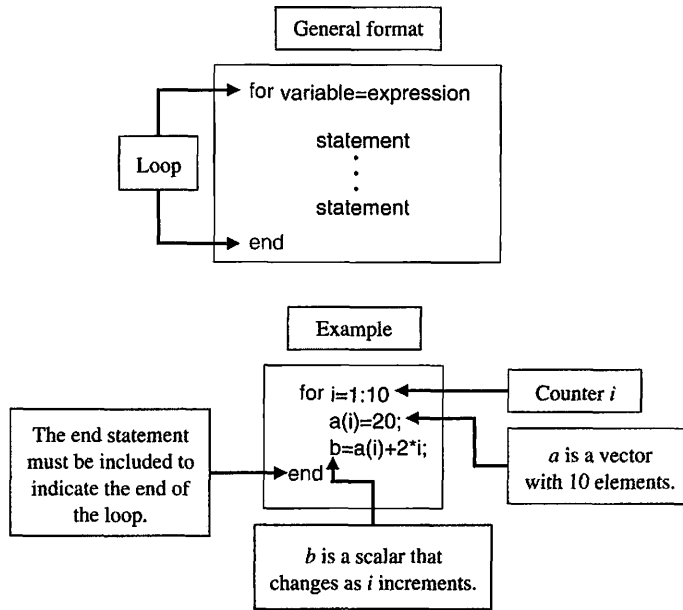 General format
for variable=expression
statement
Loop
statement
end
Example
for i=1:10
Counter i
a(i)=20;
b=a(i)+2*i;
end
The end statement
must be included to
indicate the end of
the loop.
a is a vector
with 10 elements.
b is a scalar that
changes as i increments.